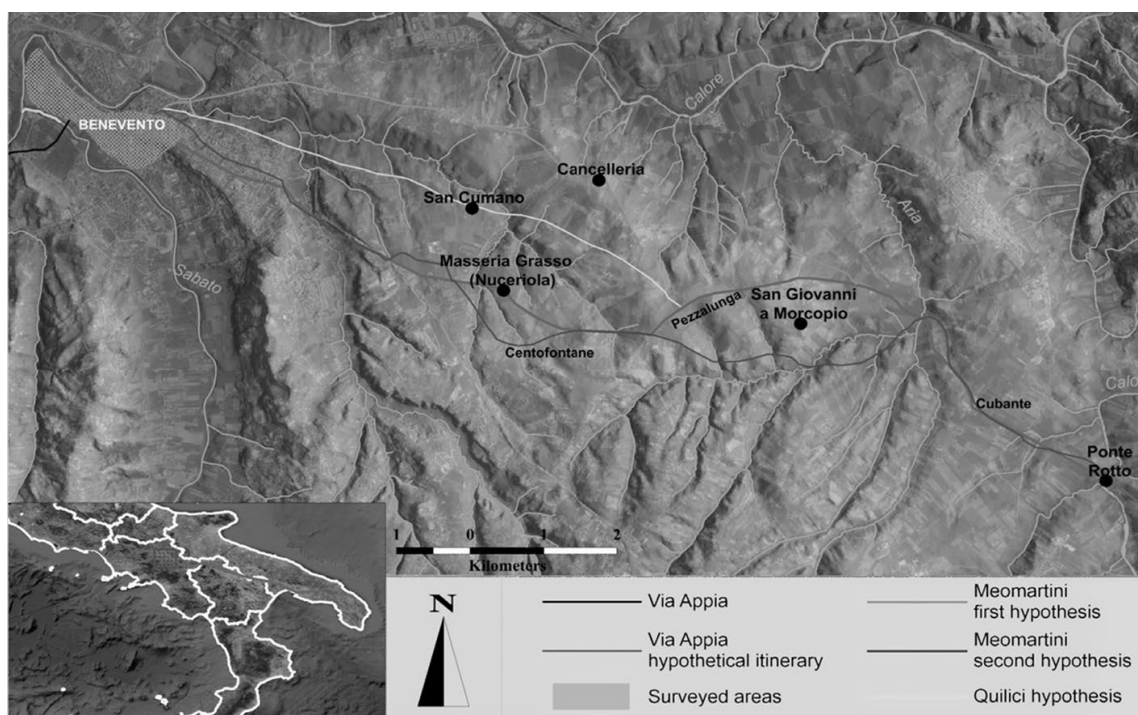 Calore
BENEVENTO
Cancelleria
San Cumano
Aria
Masseria Grasso
(Nuceriola)
Sabato
Pezzalunga
San Giovanni
a Morcopio
Centofontane
Calo
Cubante
Ponte
Rotto
1 0 1 2
Kilometers
N
Via Appia
Via Appia
hypothetical itinerary
Surveyed areas
Meomartini
first hypothesis
Meomartini
second hypothesis
Quilici hypothesis